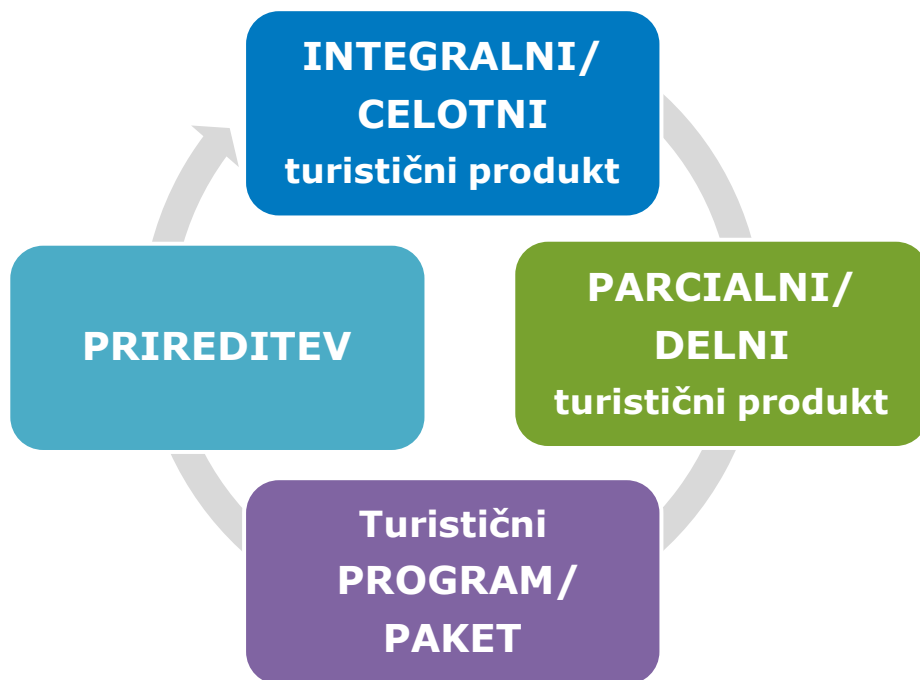 INTEGRALNI/
CELOTNI
turistični produkt
PARCIALNI/
DELNI
turistični produkt
Turistični
PROGRAM/
PAKET
PRIREDITEV